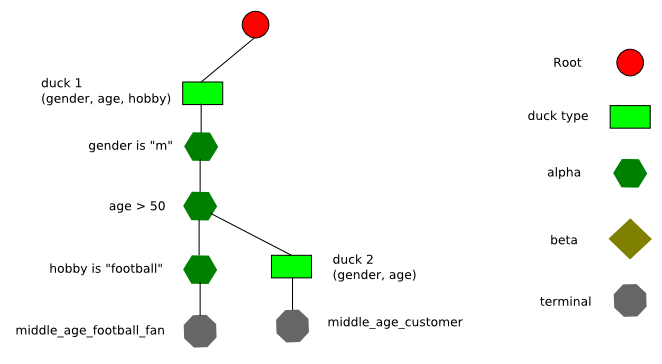 duck 1
(gender, age, hobby)
gender is "m"
age > 50
hobby is "football"
duck 2
(gender, age)
middle_age_football_fan
middle_age_customer
Root
duck type
alpha
beta
terminal